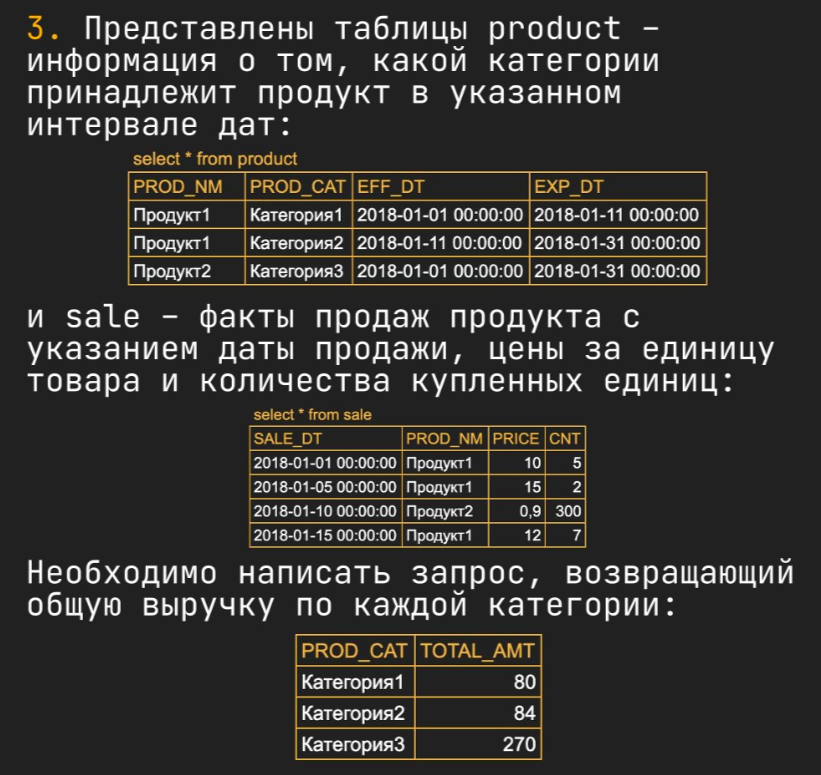 3. Представлены таблицы product –
информация о том, какой категории
принадлежит продукт в указанном
интервале дат:
select * from product
PROD_NM PROD_CAT EFF_DT EXP_DT
Продукт1 Категория1 2018-01-01 00:00:00 2018-01-11 00:00:00
Продукт1 Категория2 2018-01-11 00:00:00 2018-01-31 00:00:00
Продукт2 Категория3 2018-01-01 00:00:00 2018-01-31 00:00:00
и sale – факты продаж продукта с
указанием даты продажи, цены за единицу
товара и количества купленных единиц:
select * from sale
SALE_DT PROD_NM PRICE CNT
2018-01-01 00:00:00 Продукт1 10 5
2018-01-05 00:00:00 Продукт1 15 2
2018-01-10 00:00:00 Продукт2 0,9 300
2018-01-15 00:00:00 Продукт1 12 7
Необходимо написать запрос, возвращающий
общую выручку по каждой категории:
PROD_CAT TOTAL_AMT
Категория1 80
Категория2 84
Категория3 270